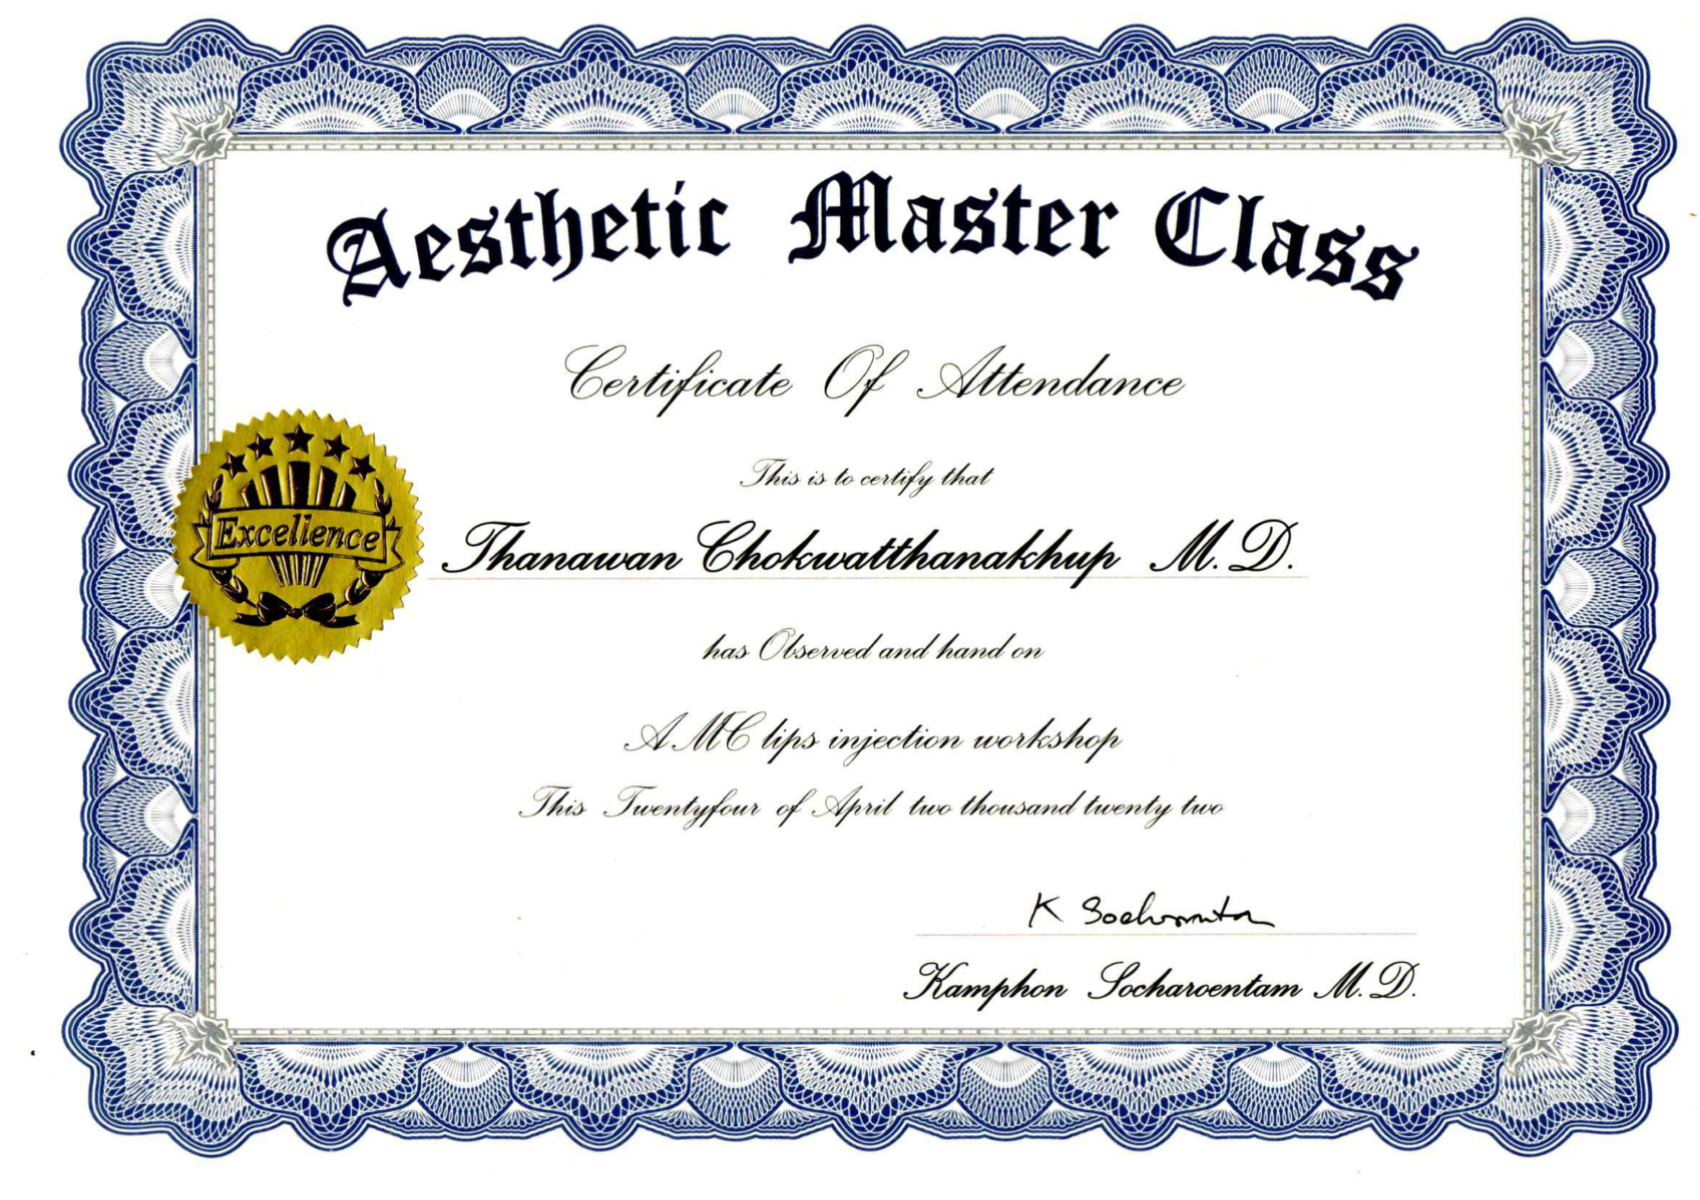 Aesthetic Master Class
Certificate Of Attendance
This is to certify that
Excellence
Thanawan Chokwatthanakhup M. D.
has Observed and hand on
AMC lips injection workshop
This Twentyfour of April two thousand twenty two
Kamphon Socharoentam M. D.